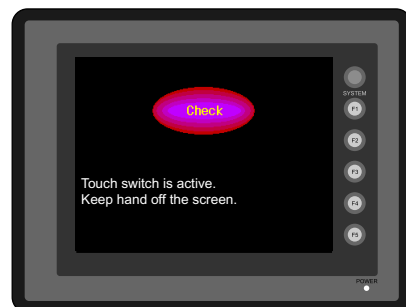 Check
Touch switch is active.
Keep hand off the screen.
SYSTEM
F1
F2
F3
F4
F5
POWER